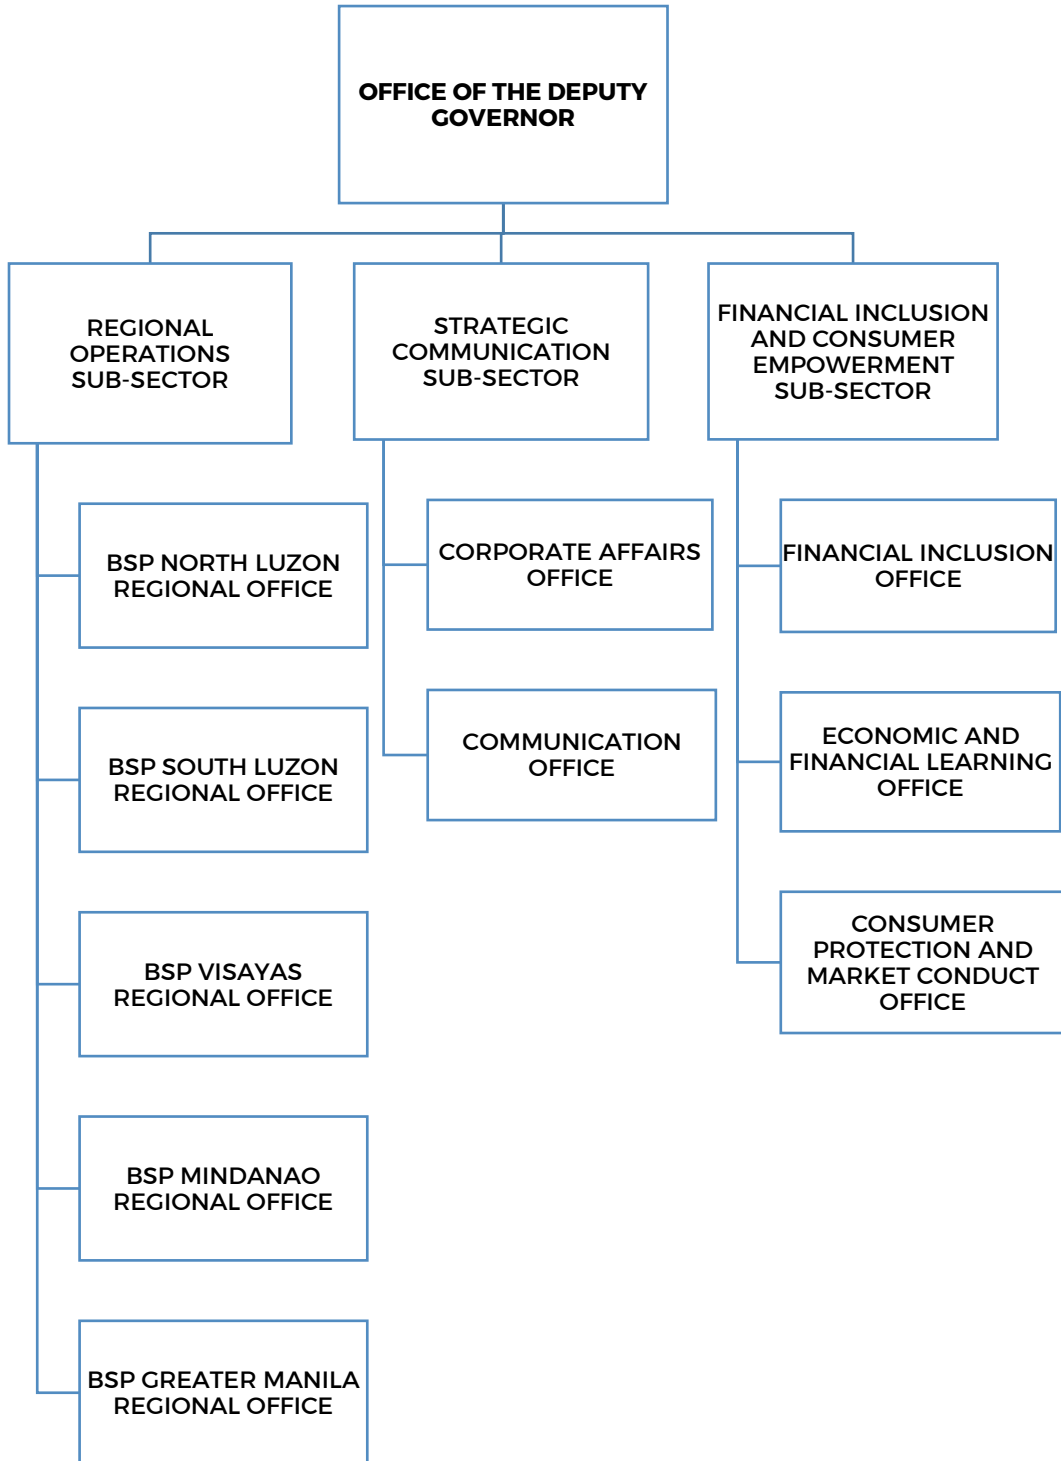 OFFICE OF THE DEPUTY
GOVERNOR
REGIONAL
OPERATIONS
SUB-SECTOR
STRATEGIC
COMMUNICATION
SUB-SECTOR
FINANCIAL INCLUSION
AND CONSUMER
EMPOWERMENT
SUB-SECTOR
BSP NORTH LUZON
REGIONAL OFFICE
BSP SOUTH LUZON
REGIONAL OFFICE
BSP VISAYAS
REGIONAL OFFICE
BSP MINDANAO
REGIONAL OFFICE
BSP GREATER MANILA
REGIONAL OFFICE
CORPORATE AFFAIRS
OFFICE
COMMUNICATION
OFFICE
FINANCIAL INCLUSION
OFFICE
ECONOMIC AND
FINANCIAL LEARNING
OFFICE
CONSUMER
PROTECTION AND
MARKET CONDUCT
OFFICE